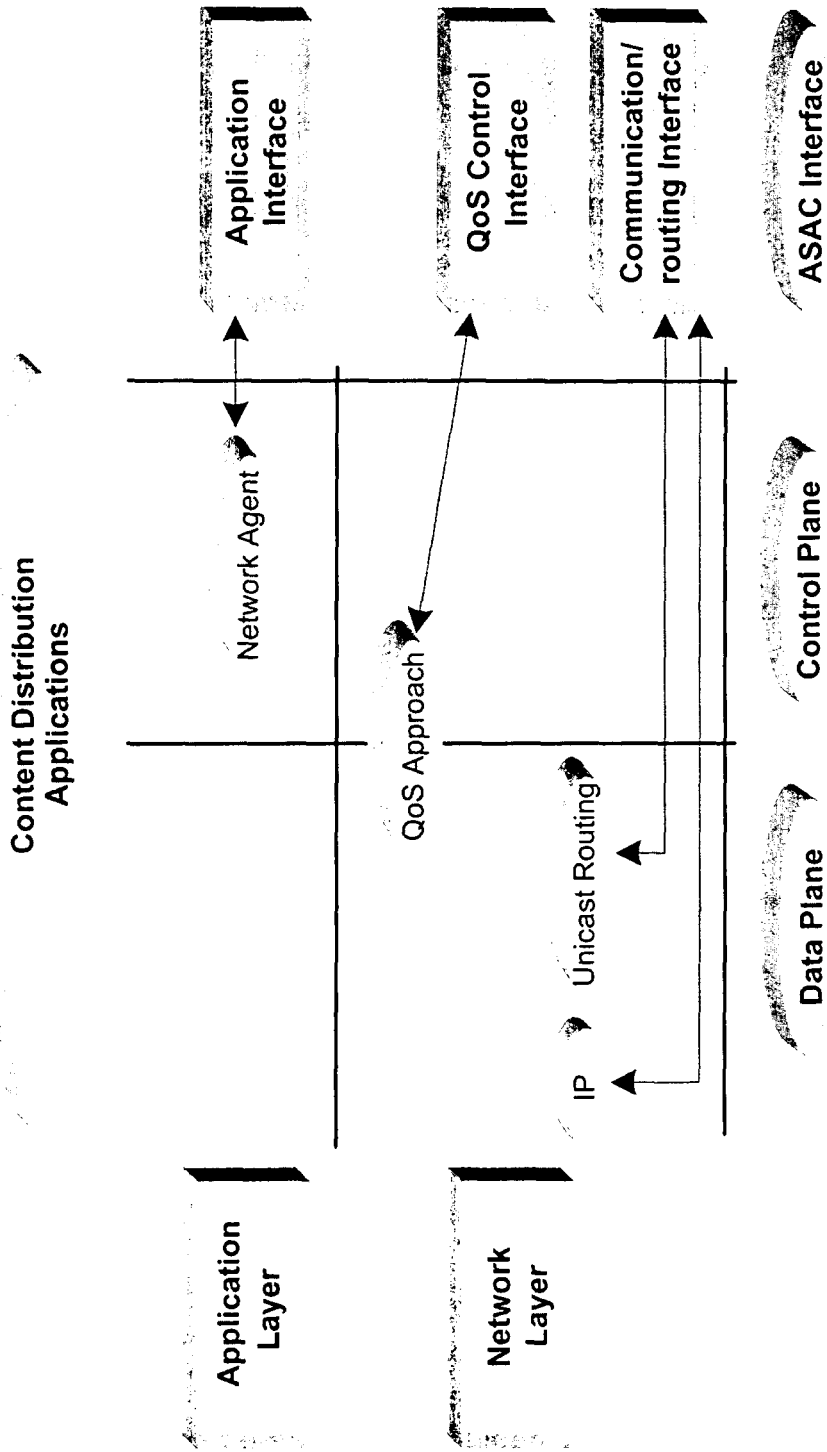 Content Distribution
Applications
Application
Layer
Network Agent
Application
Interface
Network
Layer
QoS Approach
QoS Control
Interface
IP
Unicast Routing
Communication/
routing Interface
Data Plane
Control Plane
ASAC Interface